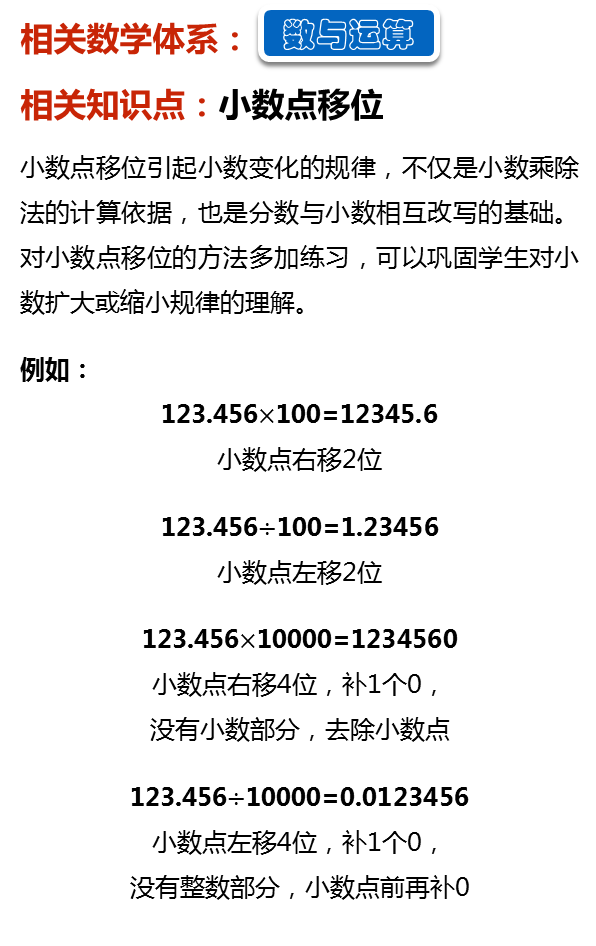 相关数学体系：数与运算
相关知识点：小数点移位
小数点移位引起小数变化的规律，不仅是小数乘除
法的计算依据，也是分数与小数相互改写的基础。
对小数点移位的方法多加练习，可以巩固学生对小
数扩大或缩小规律的理解。
例如：
123.456×100=12345.6
小数点右移2位
123.456÷100=1.23456
小数点左移2位
123.456×10000=1234560
小数点右移4位，补1个0，
没有小数部分，去除小数点
123.456÷10000=0.0123456
小数点左移4位，补1个0，
没有整数部分，小数点前再补0